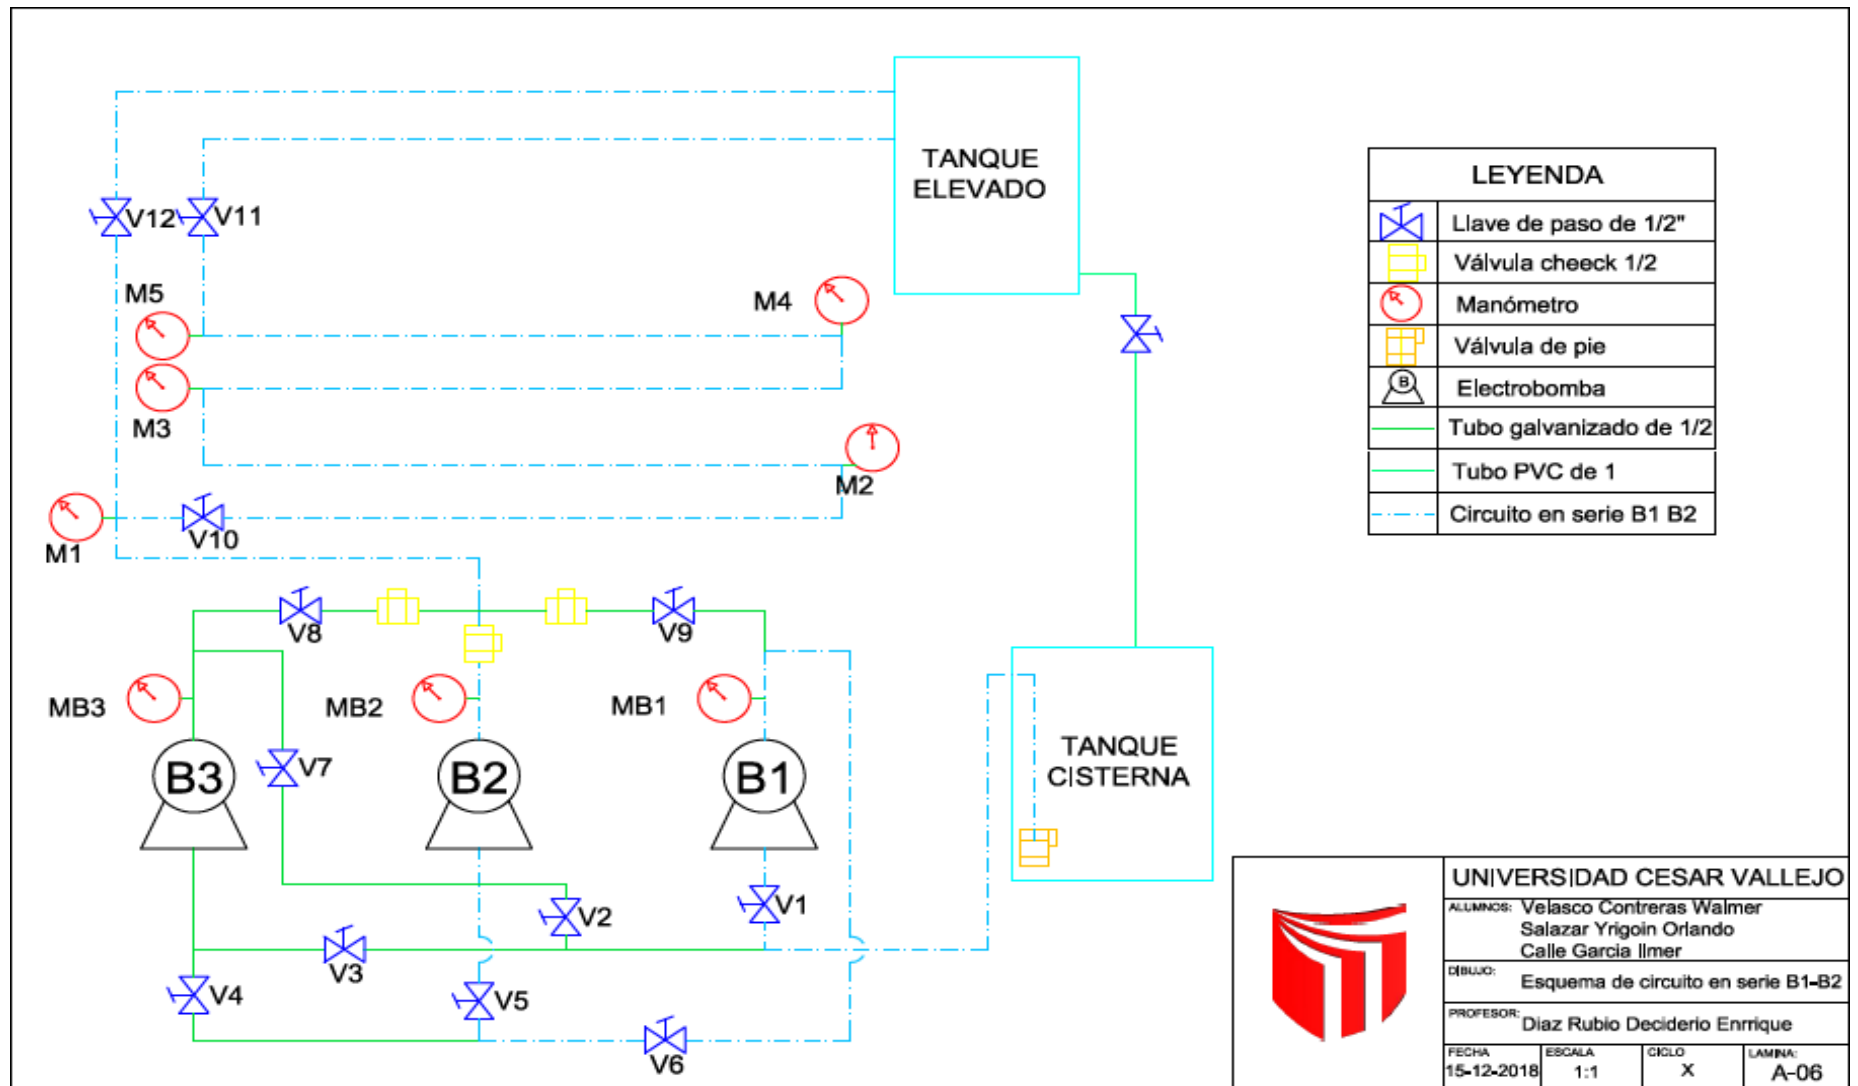 TANQUE
ELEVADO
LEYENDA
Llave de paso de 1/2"
Válvula cheeck 1/2
Manómetro
Válvula de pie
B
Electrobomba
Tubo galvanizado de 1/2
Tubo PVC de 1
Circuito en serie B1 B2
V12
V11
M5
M4
M3
M2
M1
V10
V8
V9
MB3
MB2
MB1
B3
V7
B2
B1
TANQUE
CISTERNA
V2
V1
V3
V4
V5
V6
UNIVERSIDAD CESAR VALLEJO
ALUMNOS: Velasco Contreras Walmer
Salazar Yrigoin Orlando
Calle Garcia Ilmer
DIBUJO: Esquema de circuito en serie B1-B2
PROFESOR: Diaz Rubio Deciderio Enrrique
FECHA ESCALA CICLO LAMINA:
15-12-2018 1:1 X A-06